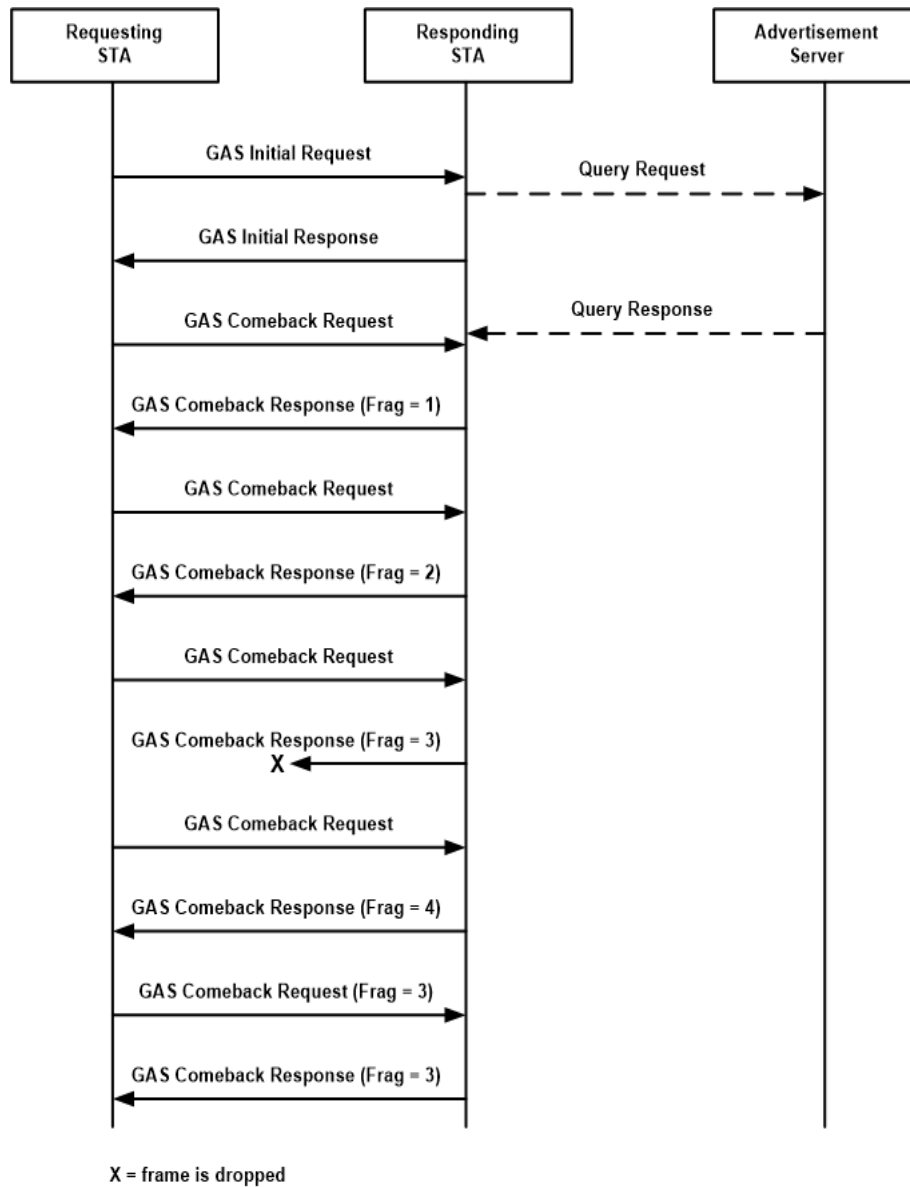 Requesting
STA
Responding
STA
Advertisement
Server
GAS Initial Request
Query Request
GAS Initial Response
Query Response
GAS Comeback Request
GAS Comeback Response (Frag = 1)
GAS Comeback Request
GAS Comeback Response (Frag = 2)
GAS Comeback Request
GAS Comeback Response (Frag = 3)
X
GAS Comeback Request
GAS Comeback Response (Frag = 4)
GAS Comeback Request (Frag = 3)
GAS Comeback Response (Frag = 3)
X = frame is dropped